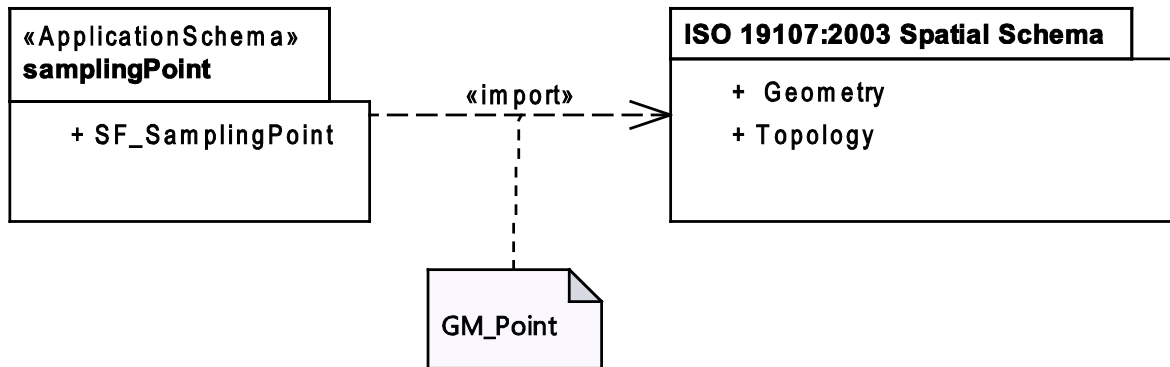 «ApplicationSchema»
samplingPoint
+ SF_SamplingPoint
«import»
ISO 19107:2003 Spatial Schema
+ Geometry
+ Topology
GM_Point